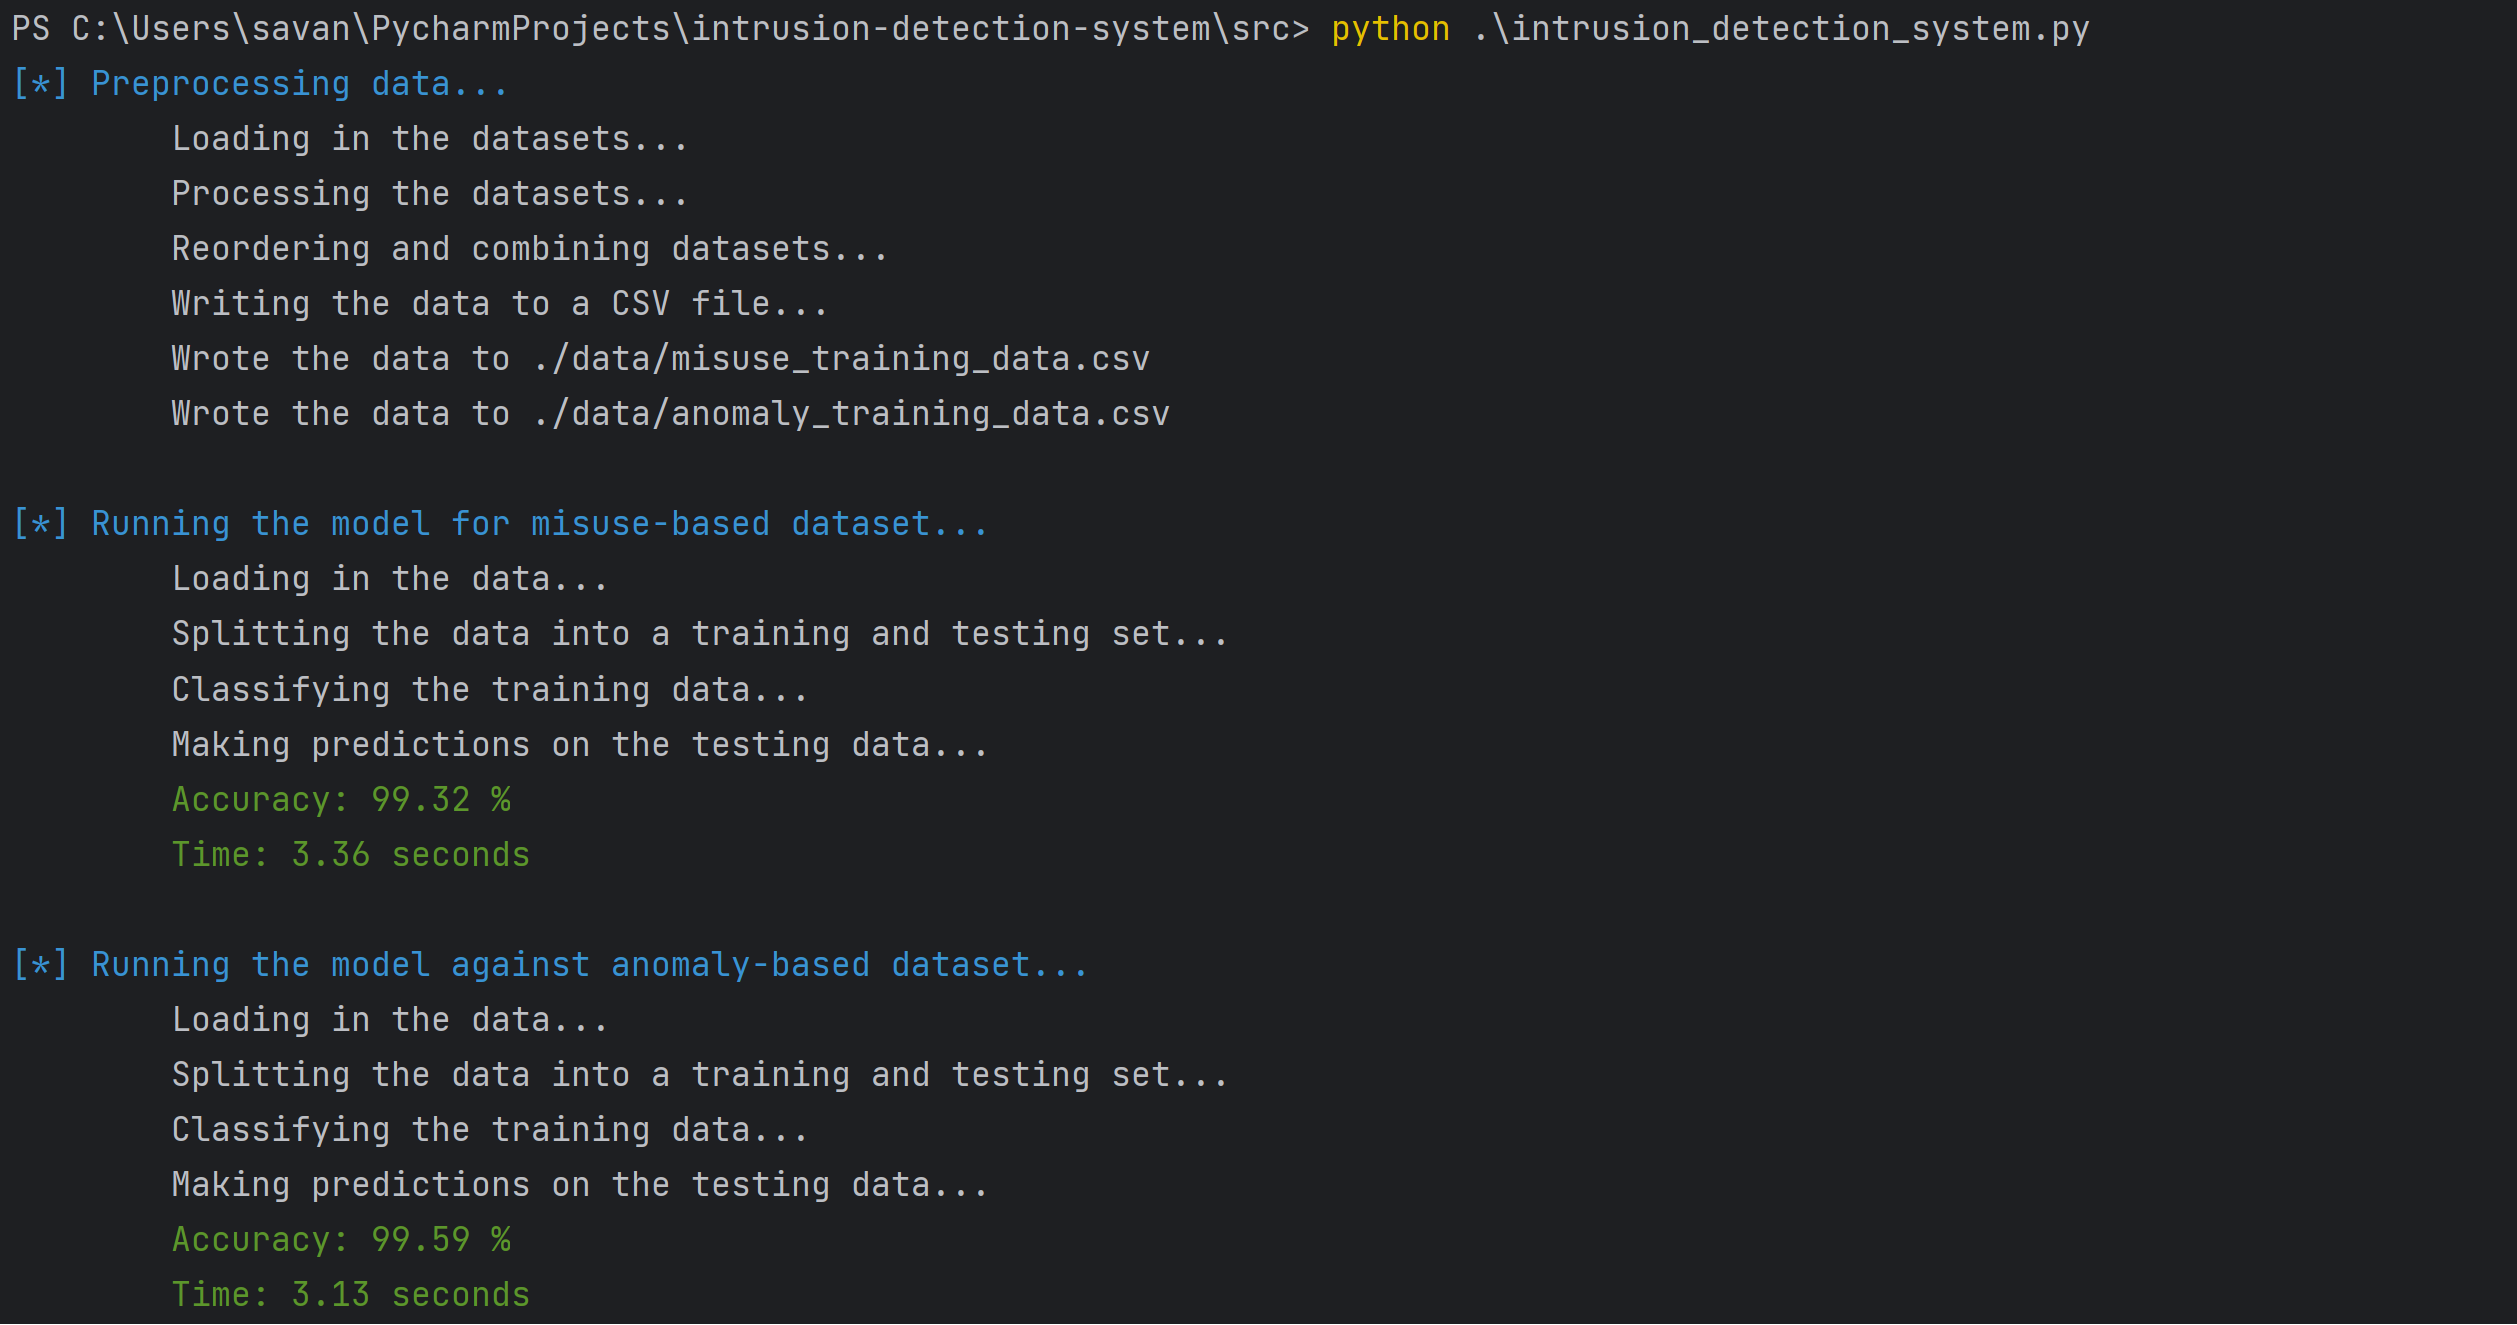 PS C:\Users\savan\PycharmProjects\intrusion-detection-system\src> python .\intrusion_detection_system.py
[*] Preprocessing data...
Loading in the datasets...
Processing the datasets...
Reordering and combining datasets...
Writing the data to a CSV file...
Wrote the data to ./data/misuse_training_data.csv
Wrote the data to ./data/anomaly_training_data.csv
[*] Running the model for misuse-based dataset...
Loading in the data...
Splitting the data into a training and testing set...
Classifying the training data...
Making predictions on the testing data...
Accuracy: 99.32 %
Time: 3.36 seconds
[*] Running the model against anomaly-based dataset...
Loading in the data...
Splitting the data into a training and testing set...
Classifying the training data...
Making predictions on the testing data...
Accuracy: 99.59 %
Time: 3.13 seconds